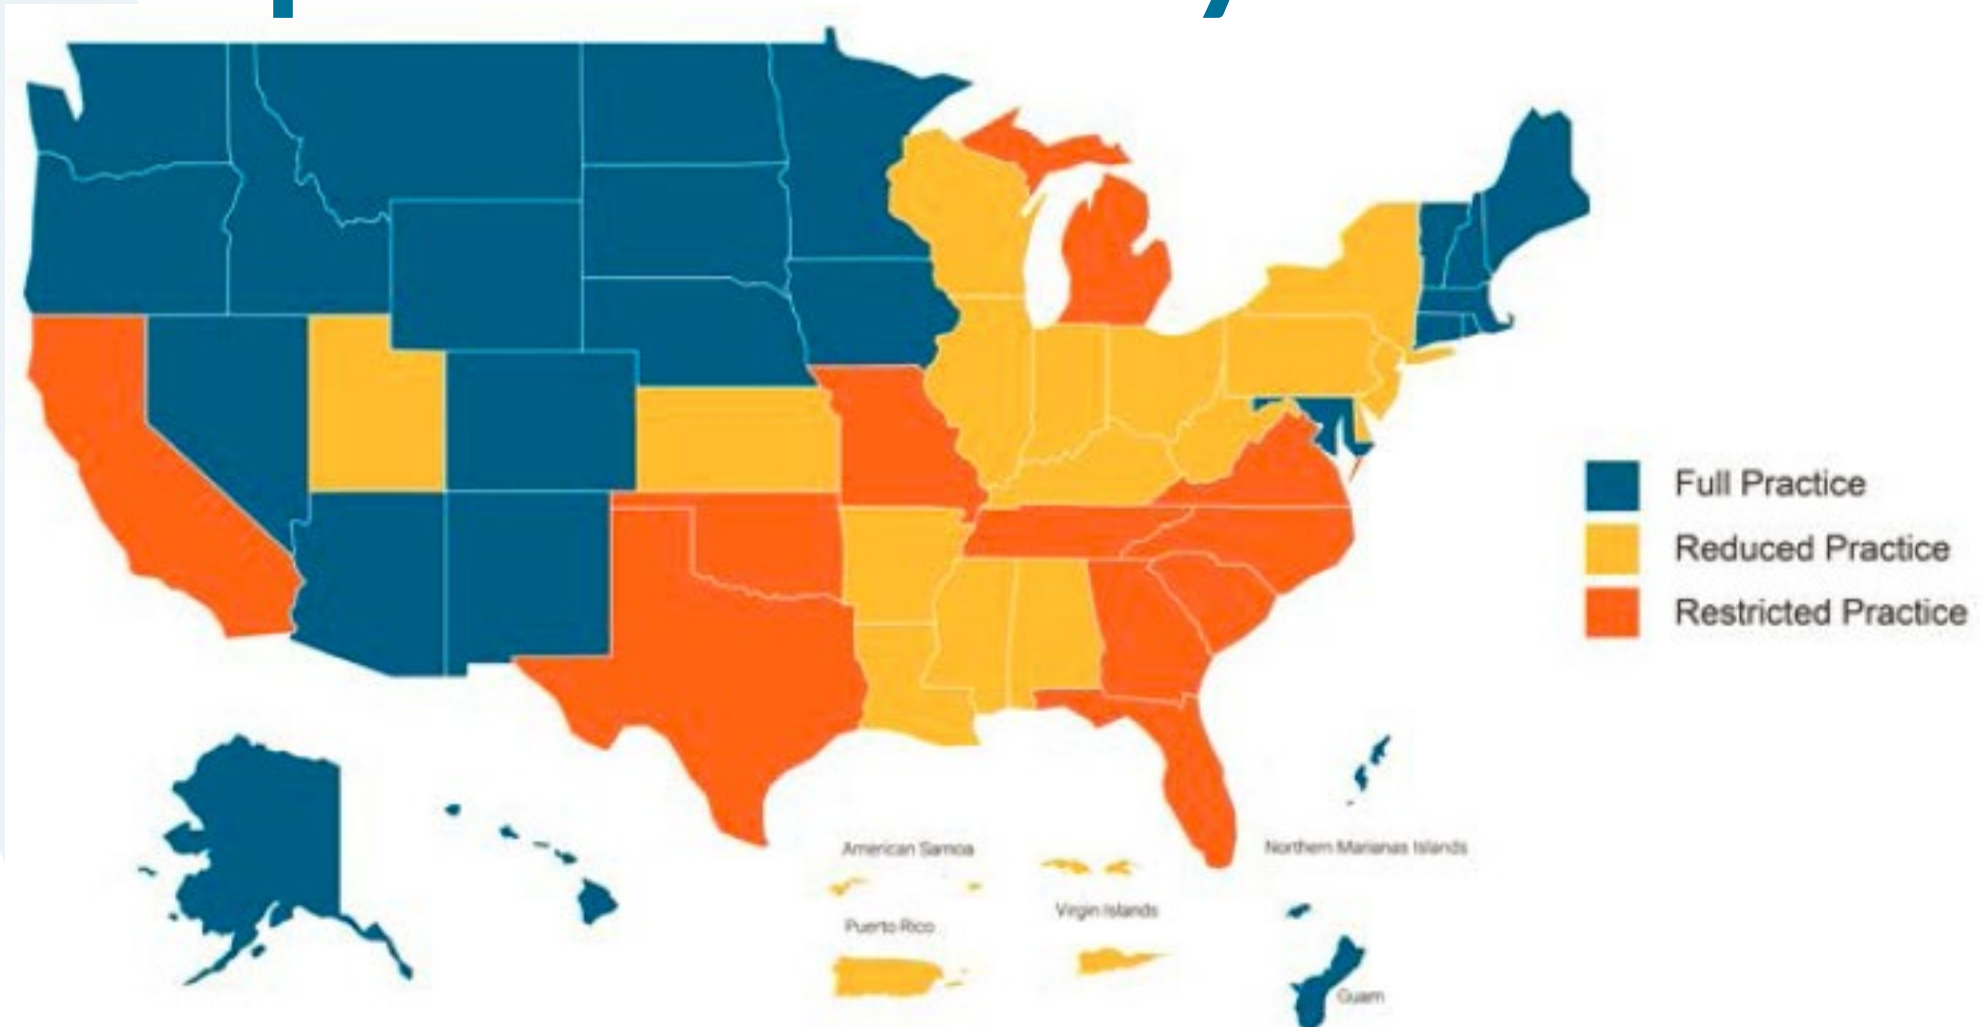 Full Practice
Reduced Practice
Restricted Practice
American Samoa
Northern Marianas Islands
Virgin Islands
Puerto Rico
Guam